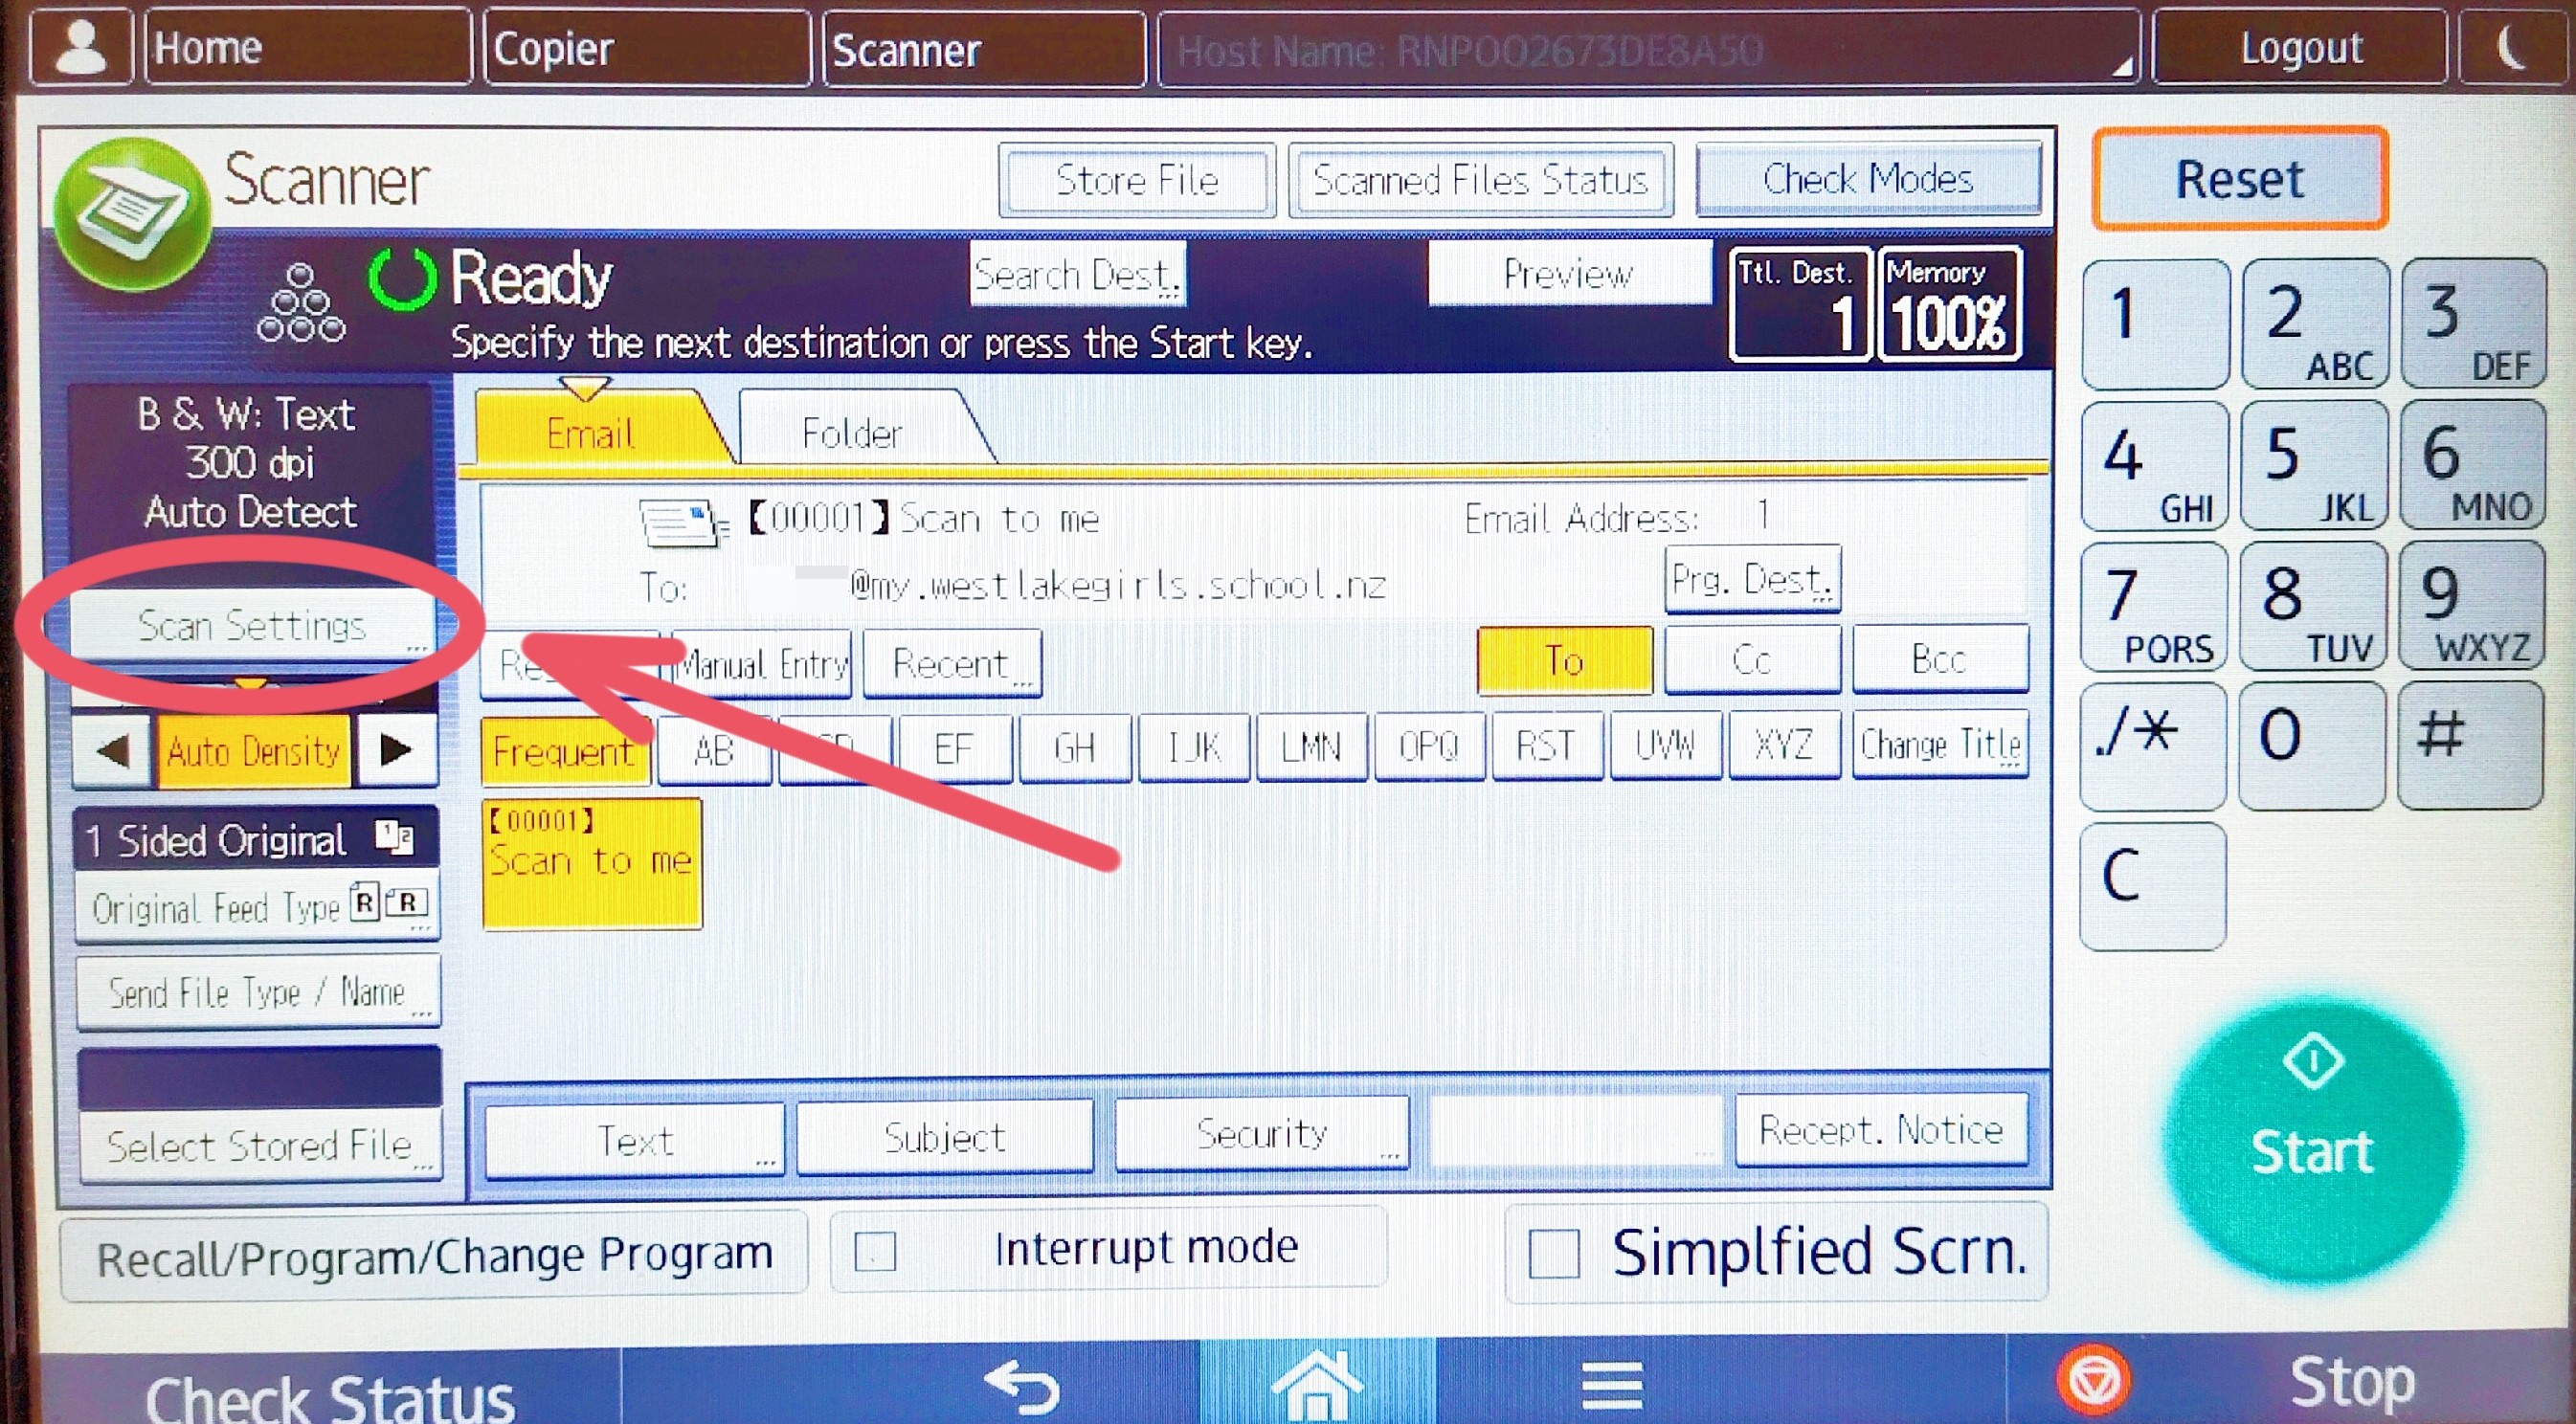 Home Copier Scanner Host Name: RNP002673DE8A50 Logout
Scanner Store File Scanned Files Status Check Modes Reset
Ready Search Dest. Preview Ttl. Dest. Memory
1 100%
Specify the next destination or press the Start key.
B & W: Text
300 dpi
Auto Detect
Scan Settings
Auto Density
1 Sided Original 1 2
Original Feed Type R R
Send File Type / Name
Select Stored File
Email Folder
【00001】Scan to me Email Address: 1
To: @my.westlakegirls.school.nz Prg. Dest.
Manual Entry Recent To Cc Bcc
Frequent AB EF GH IJK LMN OPQ RST UVW XYZ Change Title
【00001】
Scan to me
Text Subject Security Recept. Notice
Recall/Program/Change Program Interrupt mode Simplfied Scrn.
1 2 ABC 3 DEF
4 GHI 5 JKL 6 MNO
7 PQRS 8 TUV 9 WXYZ
./* 0 #
C
Start
Check Status Stop